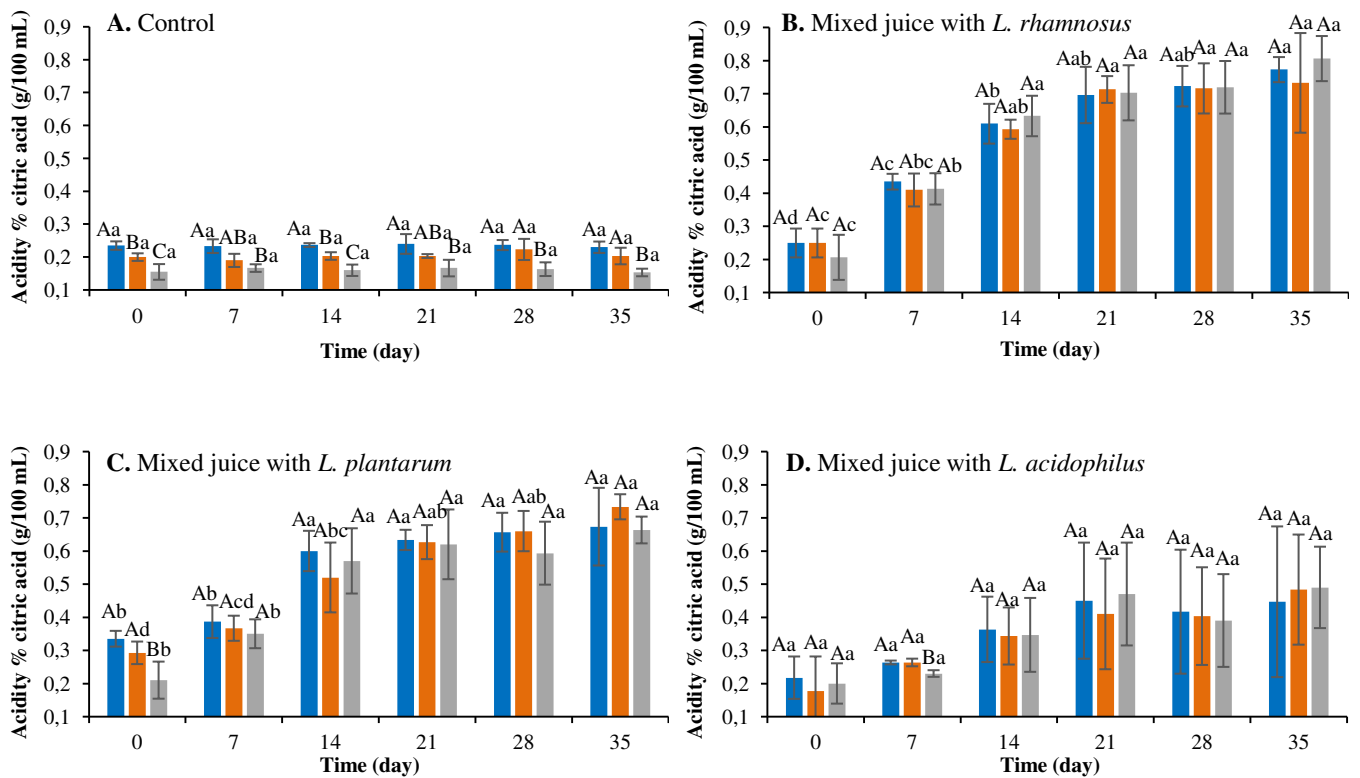 A. Control
Acidity % citric acid (g/100 mL)
0,9
0,8
0,7
0,6
0,5
0,4
0,3
0,2
0,1
Aa Ba Ca Aa ABa Ba Aa Ba Ca Aa ABa Ba Aa Aa Ba Aa Aa Ba
0 7 14 21 28 35
Time (day)
B. Mixed juice with L. rhamnosus
Acidity % citric acid (g/100 mL)
0,9
0,8
0,7
0,6
0,5
0,4
0,3
0,2
0,1
Ad Ac Ac Ac Abc Ab Ab Aab Aa Aab Aa Aa Aab Aa Aa Aa Aa Aa
0 7 14 21 28 35
Time (day)
C. Mixed juice with L. plantarum
Acidity % citric acid (g/100 mL)
0,9
0,8
0,7
0,6
0,5
0,4
0,3
0,2
0,1
Ab Ad Bb Ab Acd Ab Aa Abc Aa Aa Aab Aa Aa Aab Aa Aa Aa Aa
0 7 14 21 28 35
Time (day)
D. Mixed juice with L. acidophilus
Acidity % citric acid (g/100 mL)
0,9
0,8
0,7
0,6
0,5
0,4
0,3
0,2
0,1
Aa Aa Aa Aa Aa Ba Aa Aa Aa Aa Aa Aa Aa Aa Aa Aa Aa Aa
0 7 14 21 28 35
Time (day)